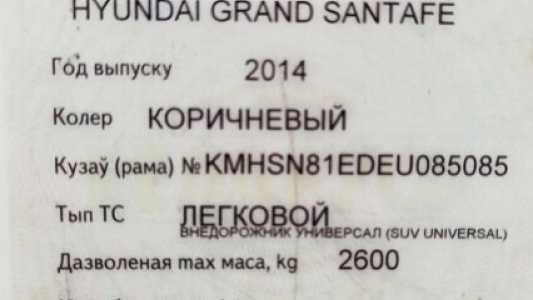 HYUNDAI GRAND SANTAFE
Год выпуску 2014
Колер КОРИЧНЕВЫЙ
Кузаў (рама) № KMHSN81EDEU085085
Тып ТС ЛЕГКОВОЙ
ВНЕДОРОЖНИК УНИВЕРСАЛ (SUV UNIVERSAL)
Дазволеная max маса, kg 2600